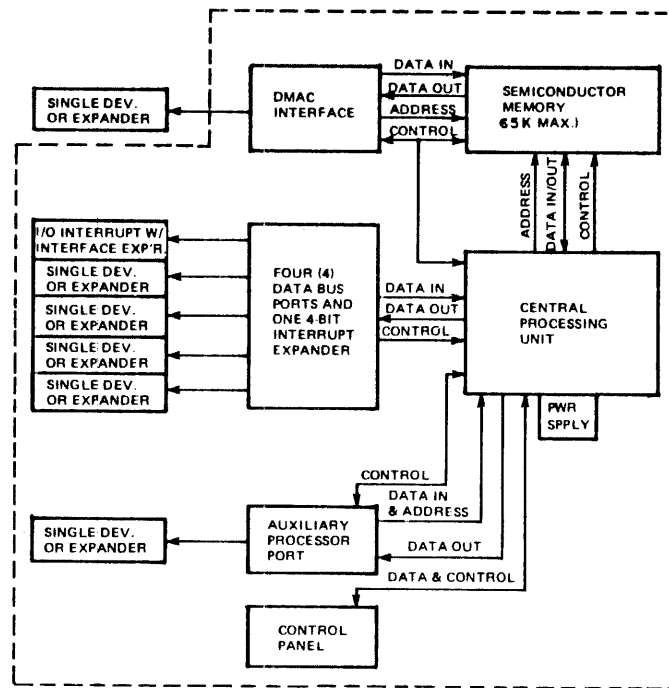 DATA IN
DATA OUT
ADDRESS
CONTROL
SINGLE DEV.
OR EXPANDER
DMAC
INTERFACE
SEMICONDUCTOR
MEMORY
65K MAX.)
ADDRESS
DATA IN/OUT
CONTROL
I/O INTERRUPT W/
INTERFACE EXP'R.
SINGLE DEV.
OR EXPANDER
SINGLE DEV.
OR EXPANDER
SINGLE DEV.
OR EXPANDER
SINGLE DEV.
OR EXPANDER
FOUR (4)
DATA BUS
PORTS AND
ONE 4-BIT
INTERRUPT
EXPANDER
DATA IN
DATA OUT
CONTROL
CENTRAL
PROCESSING
UNIT
PWR
SPPLY
CONTROL
DATA IN
& ADDRESS
SINGLE DEV.
OR EXPANDER
AUXILIARY
PROCESSOR
PORT
DATA OUT
DATA & CONTROL
CONTROL
PANEL